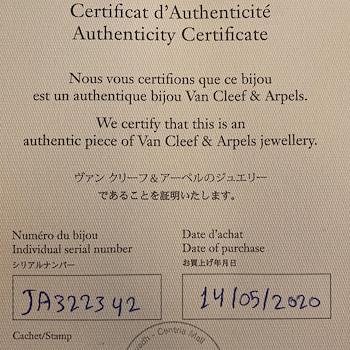 Certificat d'Authenticité
Authenticity Certificate
Nous vous certifions que ce bijou
est un authentique bijou Van Cleef & Arpels.
We certify that this is an
authentic piece of Van Cleef & Arpels jewellery.
ヴァン クリーフ＆アーペルのジュエリー
であることを証明いたします。
Numéro du bijou
Individual serial number
シリアルナンバー
Date d'achat
Date of purchase
お買上げ年月日
JA322342
14/05/2020
Cachet/Stamp
Centria Mall